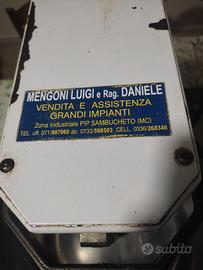 MENGONI LUIGI e Rag. DANIELE
VENDITA E ASSISTENZA
GRANDI IMPIANTI
Zona Industriale PIP SAMBUCHETO (MC)
TEL. uff. 071/987060 ab. 0733/598503 CELL. 0336/268346
subito